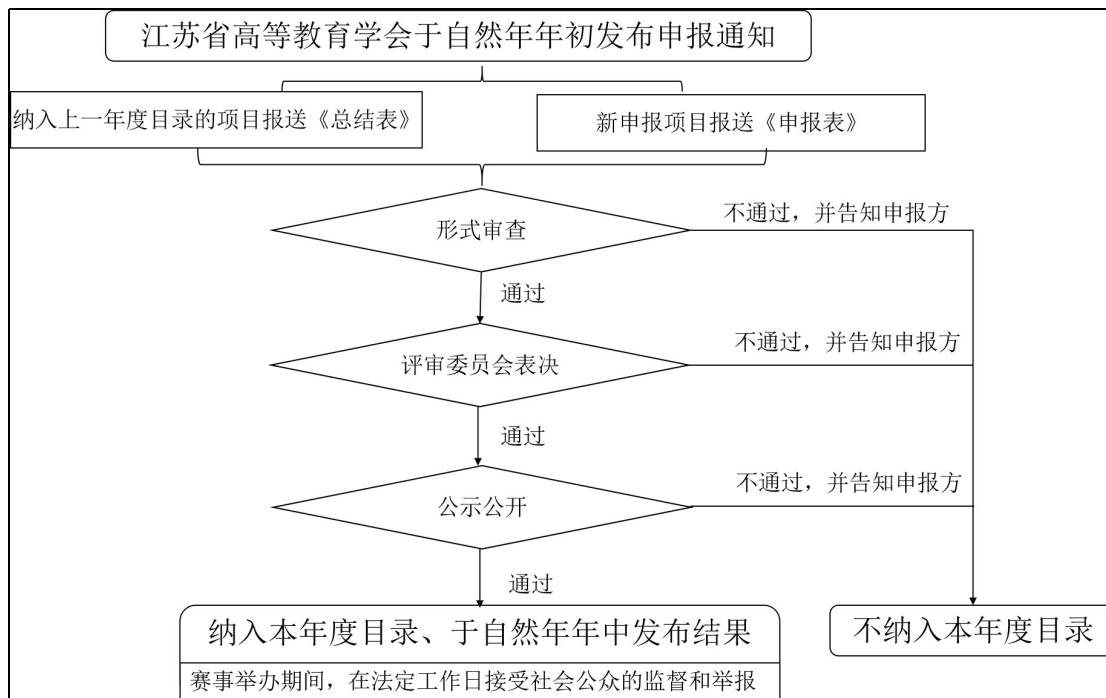 江苏省高等教育学会于自然年年初发布申报通知
纳入上一年度目录的项目报送《总结表》
新申报项目报送《申报表》
形式审查
不通过，并告知申报方
通过
评审委员会表决
不通过，并告知申报方
通过
公示公开
不通过，并告知申报方
通过
纳入本年度目录、于自然年年中发布结果
不纳入本年度目录
赛事举办期间，在法定工作日接受社会公众的监督和举报